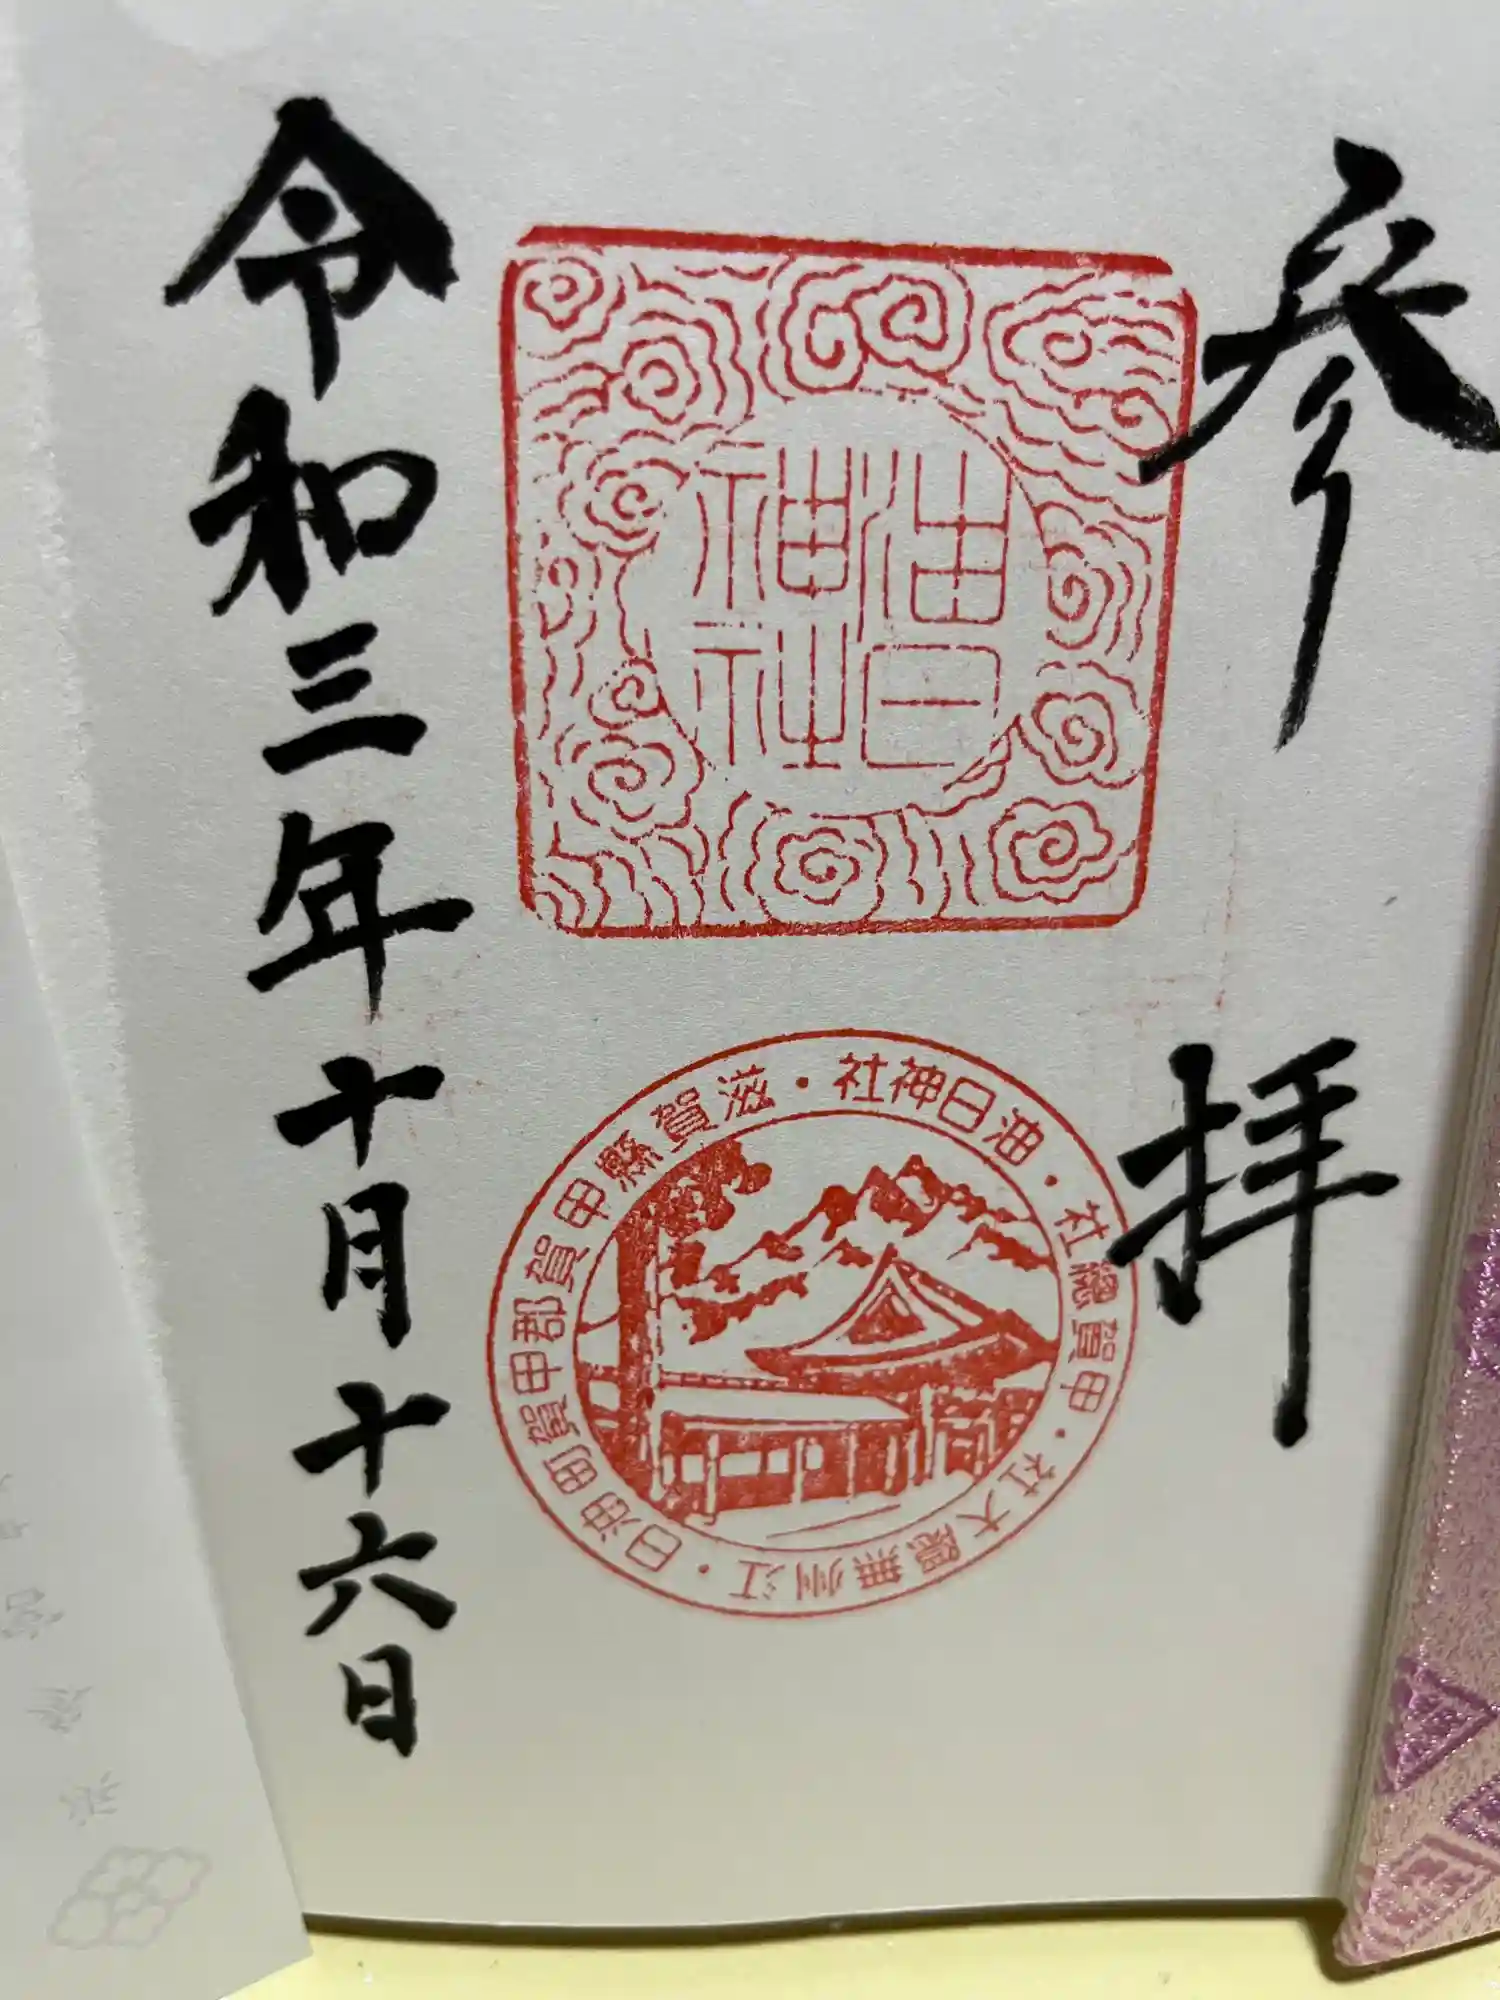 参拝
油日神社
油日神社・滋賀縣甲賀郡甲賀町油日・江州無隅大社・甲賀總社・
令和三年十月十六日